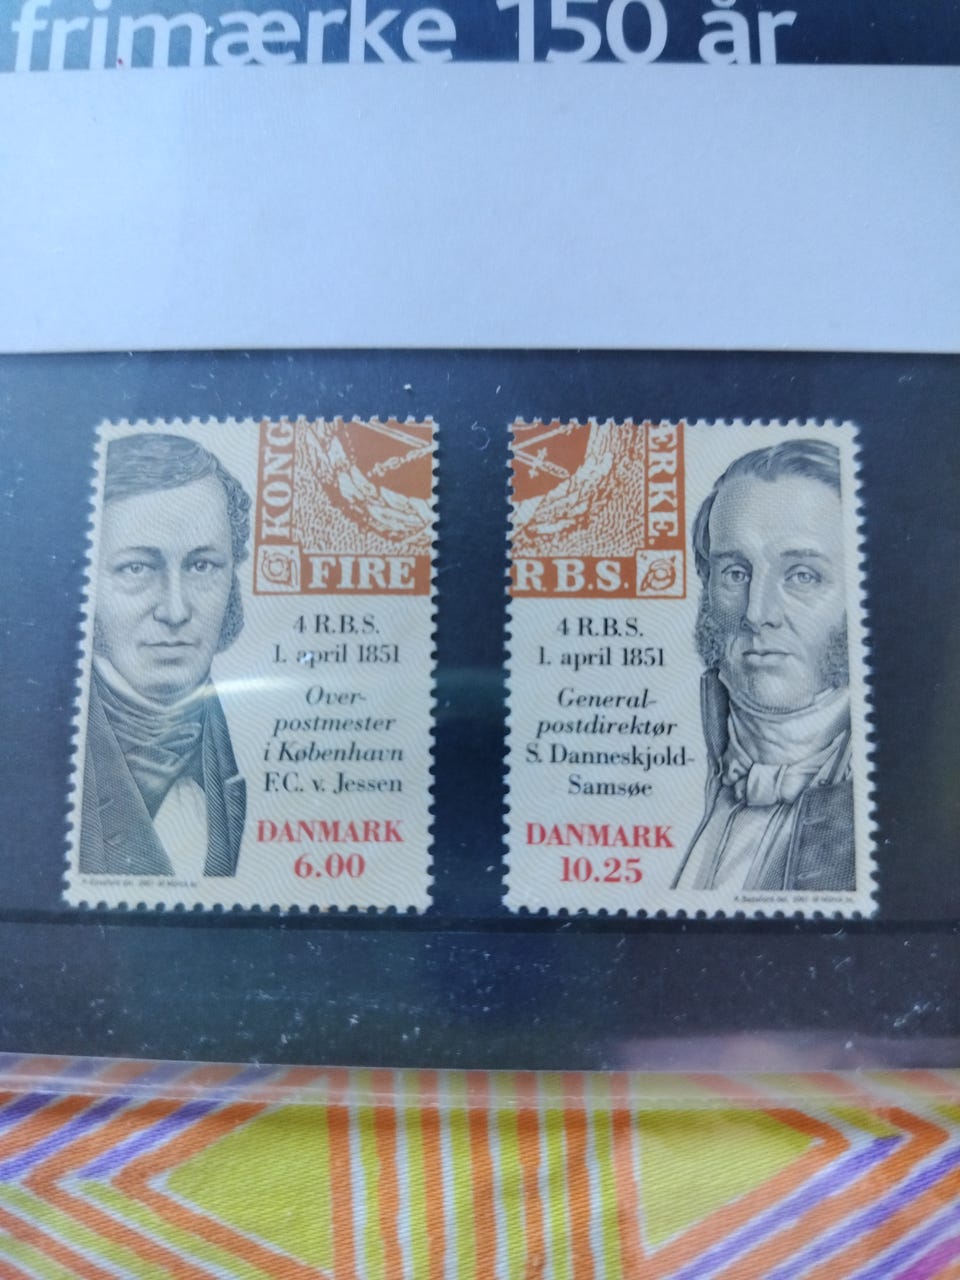 frimærke 150 år
KONG
FIRE
4 R.B.S.
1. april 1851
Over-
postmester
i København
F.C. v. Jessen
DANMARK
6.00
ERKE.
R.B.S.
4 R.B.S.
1. april 1851
General-
postdirektør
S. Danneskjold-
Samsøe
DANMARK
10.25